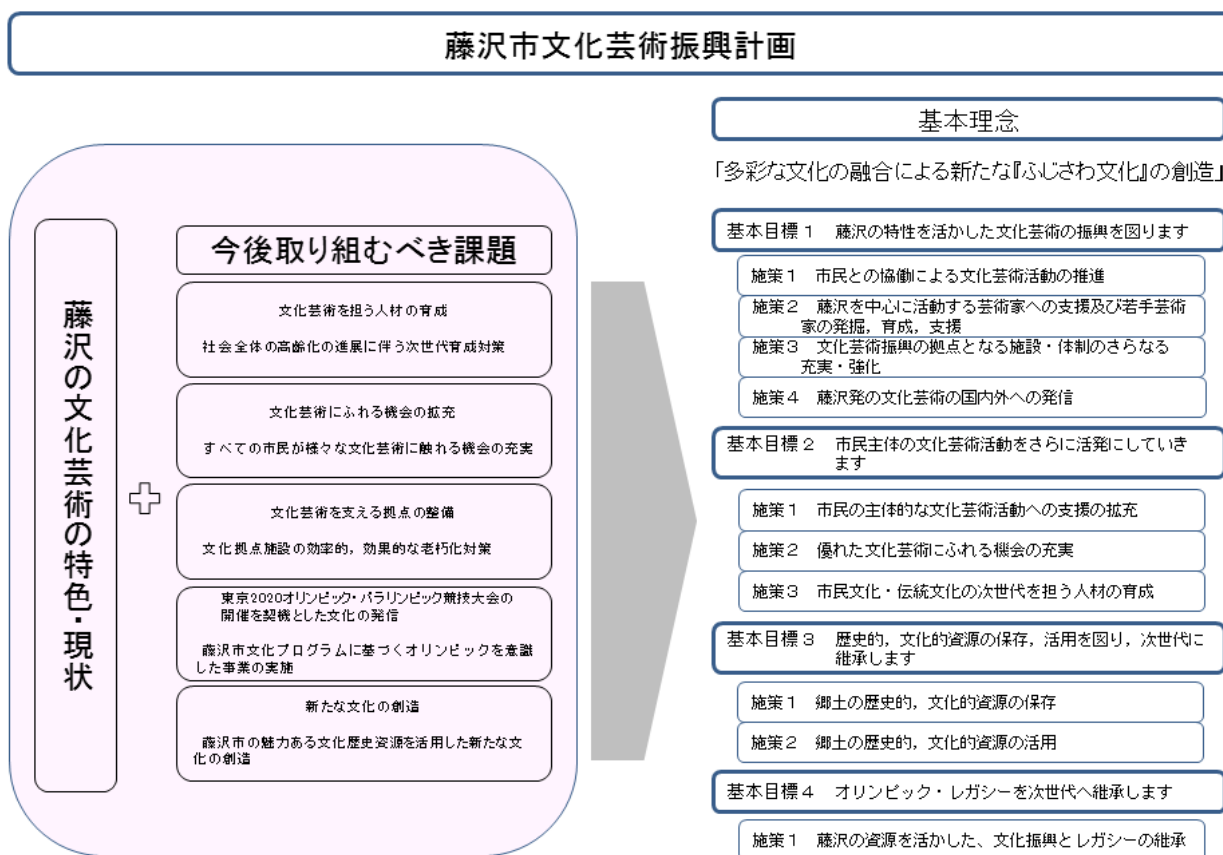 藤沢市文化芸術振興計画
藤沢の文化芸術の特色・現状
今後取り組むべき課題
文化芸術を担う人材の育成
社会全体の高齢化の進展に伴う次世代育成対策
文化芸術にふれる機会の拡充
すべての市民が様々な文化芸術に触れる機会の充実
文化芸術を支える拠点の整備
文化拠点施設の効率的，効果的な老朽化対策
東京2020オリンピック・パラリンピック競技大会の
開催を契機とした文化の発信
藤沢市文化プログラムに基づくオリンピックを意識
した事業の実施
新たな文化の創造
藤沢市の魅力ある文化歴史資源を活用した新たな文
化の創造
基本理念
「多彩な文化の融合による新たな『ふじさわ文化』の創造」
基本目標１　藤沢の特性を活かした文化芸術の振興を図ります
施策１　市民との協働による文化芸術活動の推進
施策２　藤沢を中心に活動する芸術家への支援及び若手芸術
家の発掘，育成，支援
施策３　文化芸術振興の拠点となる施設・体制のさらなる
充実・強化
施策４　藤沢発の文化芸術の国内外への発信
基本目標２　市民主体の文化芸術活動をさらに活発にしていき
ます
施策１　市民の主体的な文化芸術活動への支援の拡充
施策２　優れた文化芸術にふれる機会の充実
施策３　市民文化・伝統文化の次世代を担う人材の育成
基本目標３　歴史的，文化的資源の保存，活用を図り，次世代に
継承します
施策１　郷土の歴史的，文化的資源の保存
施策２　郷土の歴史的，文化的資源の活用
基本目標４　オリンピック・レガシーを次世代へ継承します
施策１　藤沢の資源を活かした、文化振興とレガシーの継承